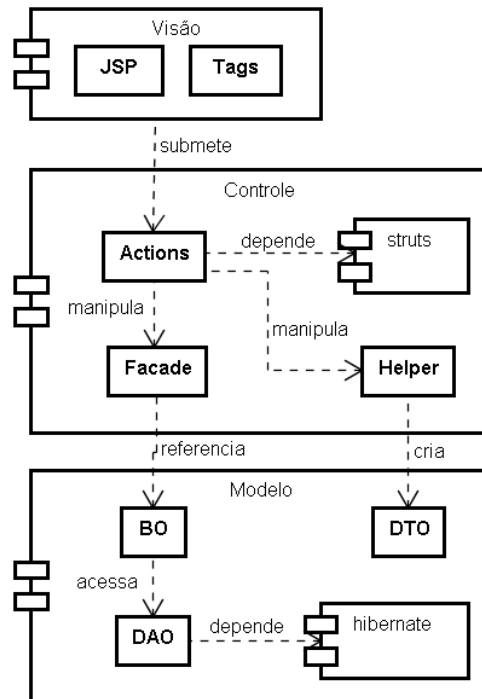 Visão
JSP
Tags
submete
Controle
Actions
depende
struts
manipula
manipula
Facade
Helper
referencia
cria
Modelo
BO
DTO
acessa
DAO
depende
hibernate